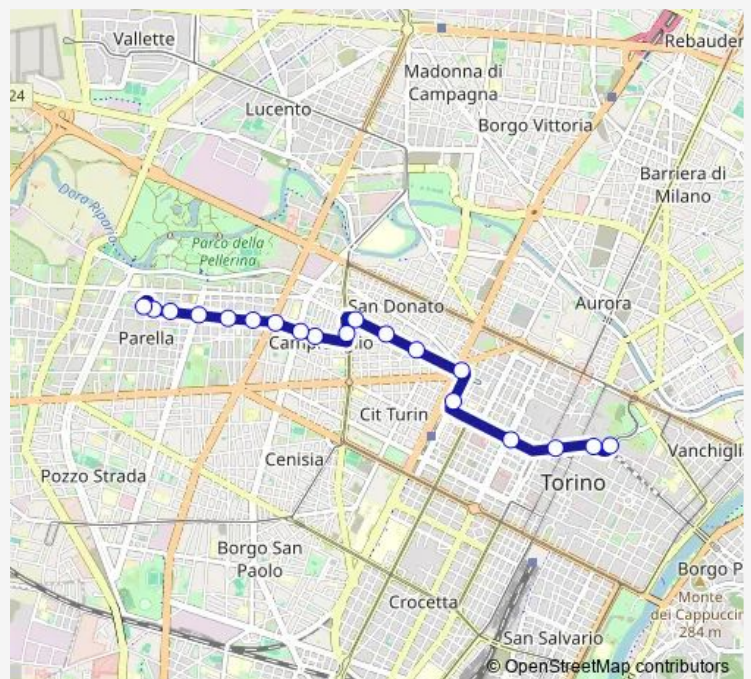 Vallette
Rebauden
Madonna di
Campagna
24
Lucento
Borgo Vittoria
Barriera di
Milano
Dora Riparia
Parco della
Pellerina
San Donato
Aurora
Parella
Cit Turin
Cenisia
Vanchigli
Pozzo Strada
Torino
Borgo San
Paolo
Borgo P
Monte
dei Cappuccin
284 m
Crocetta
San Salvario
© OpenStreetMap contributors